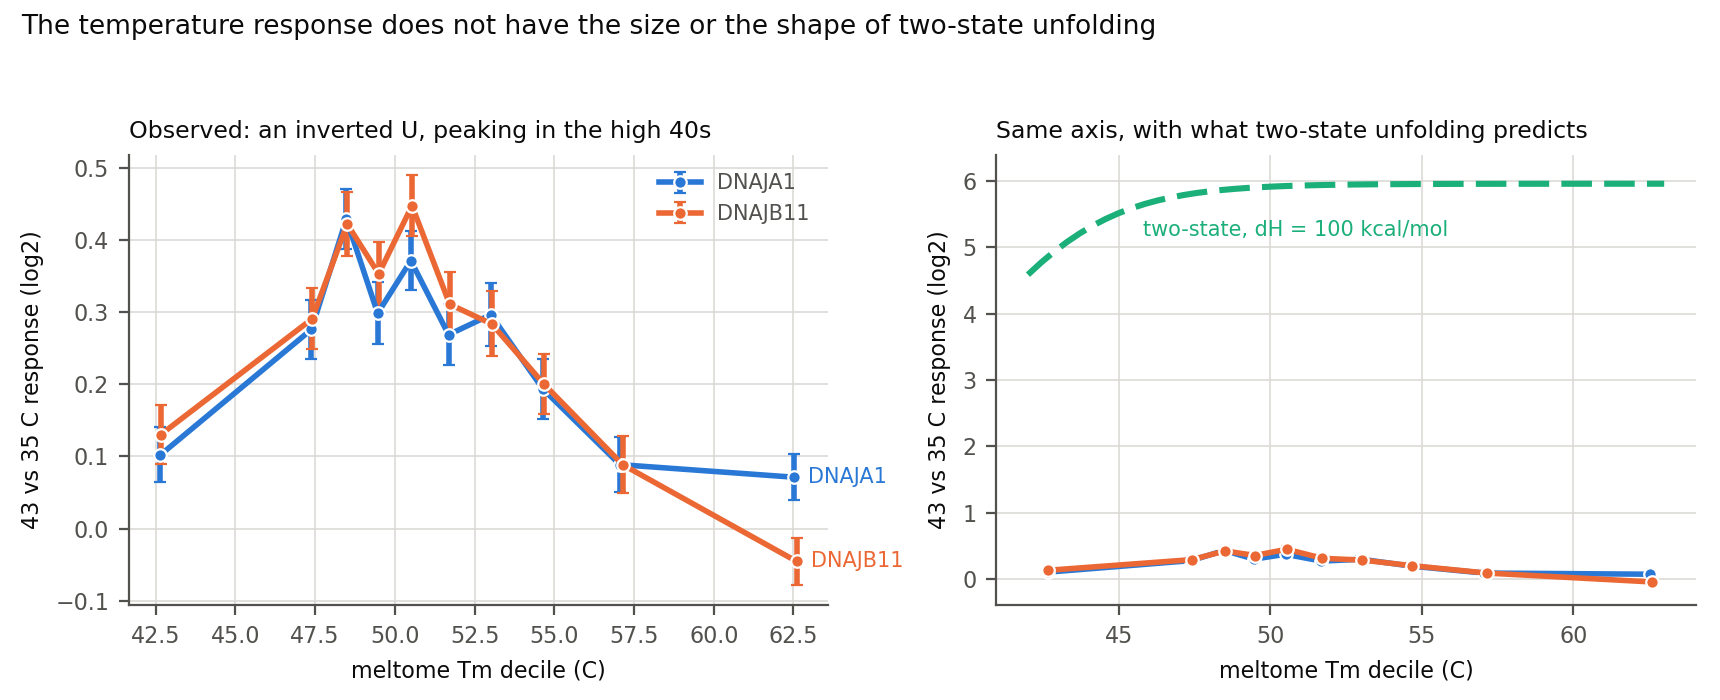 The temperature response does not have the size or the shape of two-state unfolding
Observed: an inverted U, peaking in the high 40s
43 vs 35 C response (log2)
0.5
0.4
0.3
0.2
0.1
0.0
−0.1
DNAJA1
DNAJB11
DNAJA1
DNAJB11
42.5 45.0 47.5 50.0 52.5 55.0 57.5 60.0 62.5
meltome Tm decile (C)
Same axis, with what two-state unfolding predicts
43 vs 35 C response (log2)
6
5
4
3
2
1
0
two-state, dH = 100 kcal/mol
45 50 55 60
meltome Tm decile (C)